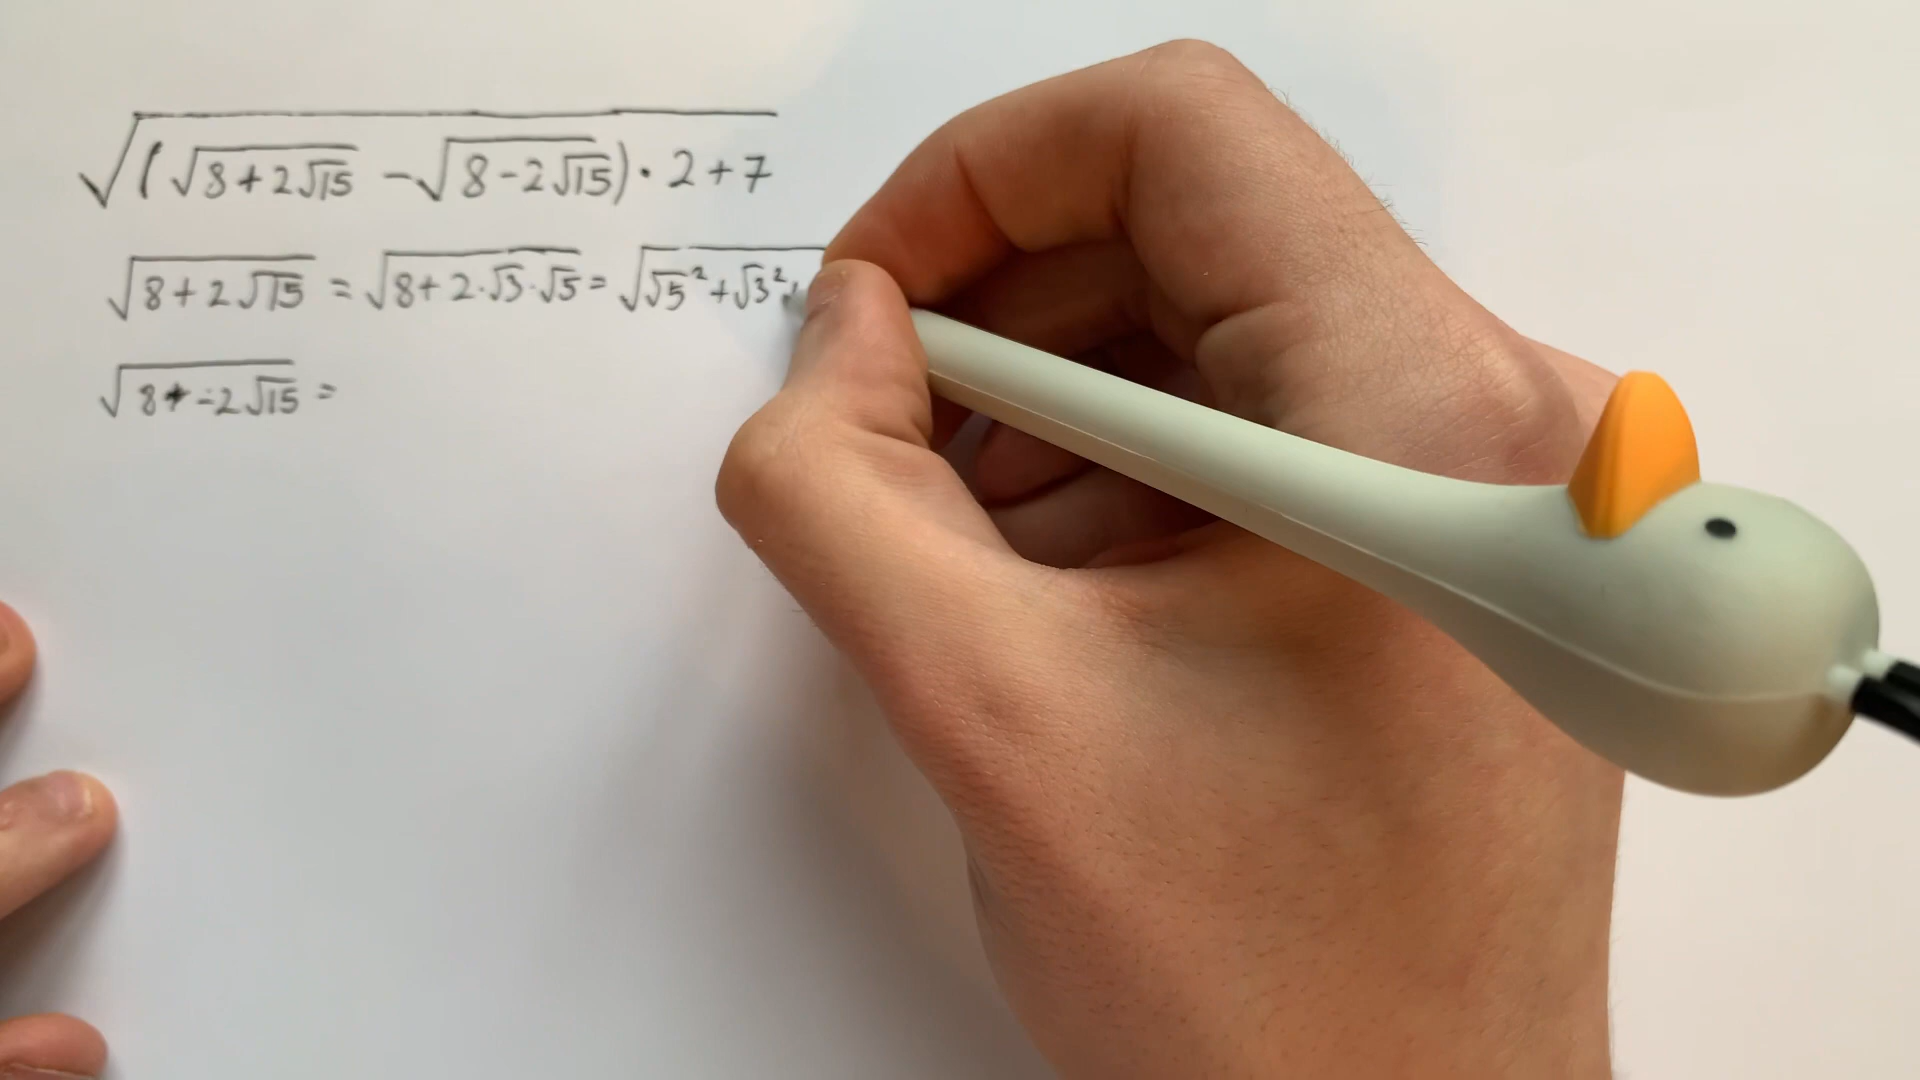 √((√(8+2√15) -√(8-2√15))·2+7)
√(8+2√15) = √(8+2·√3·√5) = √(√5²+√3²+
√(8+-2√15) =